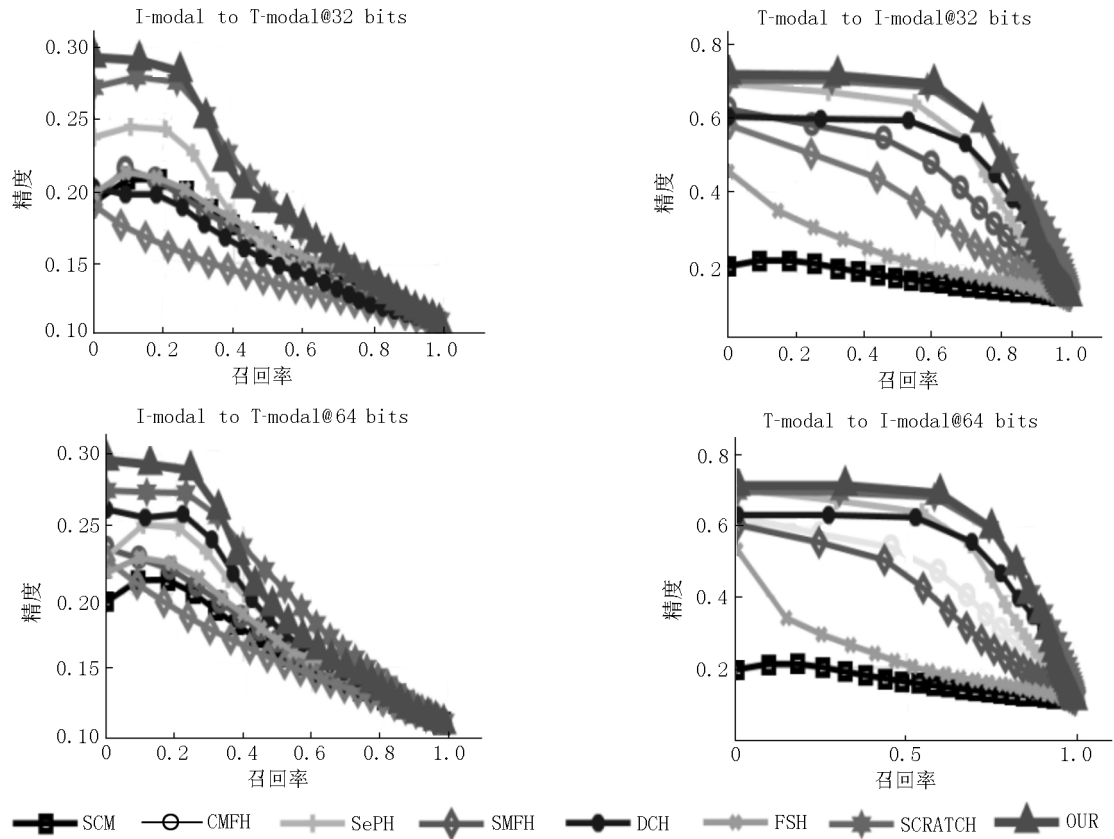 I-modal to T-modal@32 bits
0.30
0.25
0.20
0.15
0.10
精度
0 0.2 0.4 0.6 0.8 1.0
召回率
T-modal to I-modal@32 bits
0.8
0.6
0.4
0.2
精度
0 0.2 0.4 0.6 0.8 1.0
召回率
I-modal to T-modal@64 bits
0.30
0.25
0.20
0.15
0.10
精度
0 0.2 0.4 0.6 0.8 1.0
召回率
T-modal to I-modal@64 bits
0.8
0.6
0.4
0.2
精度
0 0.5 1.0
召回率
SCM CMFH SePH SMFH DCH FSH SCRATCH OUR